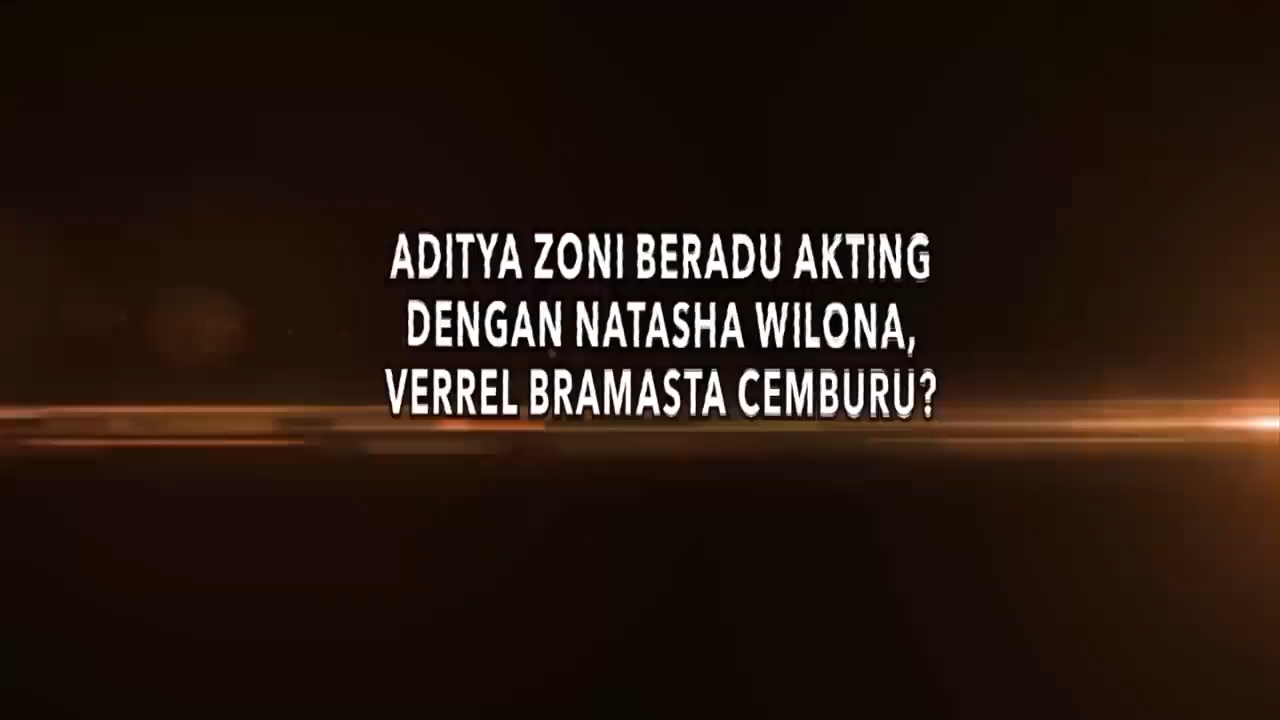 ADITYA ZONI BERADU AKTING
DENGAN NATASHA WILONA,
VERREL BRAMASTA CEMBURU?